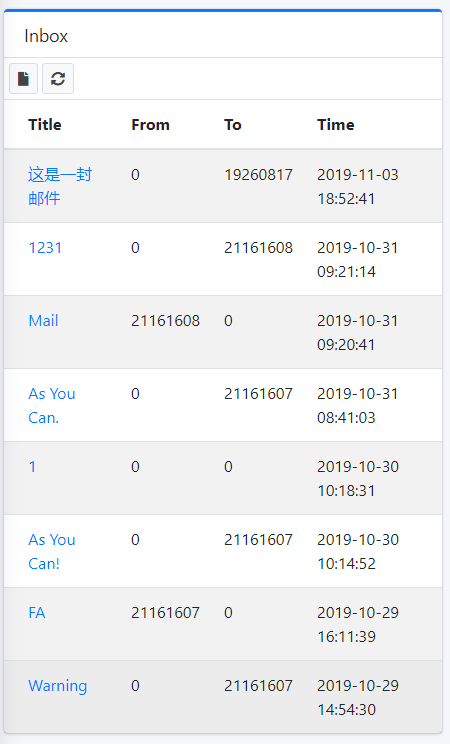 Inbox
Title From To Time
这是一封 0 19260817 2019-11-03
邮件 18:52:41
1231 0 21161608 2019-10-31
09:21:14
Mail 21161608 0 2019-10-31
09:20:41
As You 0 21161607 2019-10-31
Can. 08:41:03
1 0 0 2019-10-30
10:18:31
As You 0 21161607 2019-10-30
Can! 10:14:52
FA 21161607 0 2019-10-29
16:11:39
Warning 0 21161607 2019-10-29
14:54:30